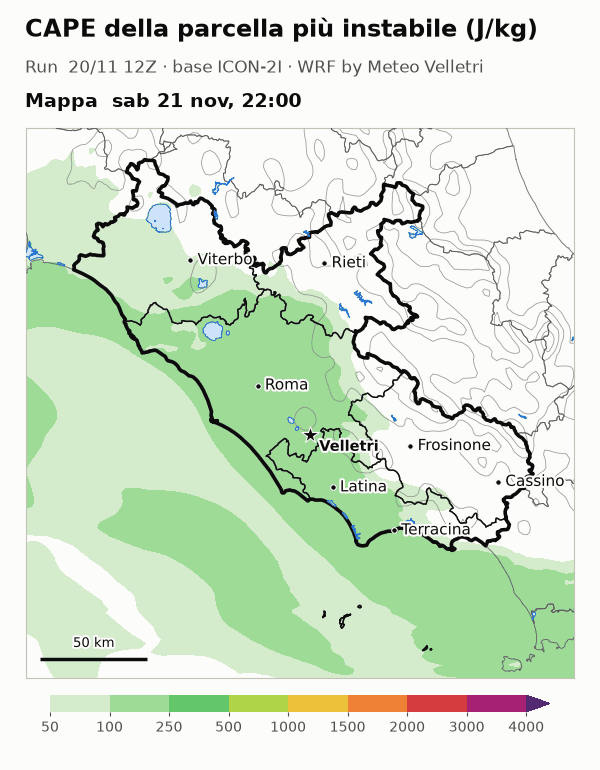 CAPE della parcella più instabile (J/kg)
Run 20/11 12Z · base ICON-2I · WRF by Meteo Velletri
Mappa sab 21 nov, 22:00
Viterbo
Rieti
Roma
Velletri
Frosinone
Latina
Cassino
Terracina
50 km
50 100 250 500 1000 1500 2000 3000 4000